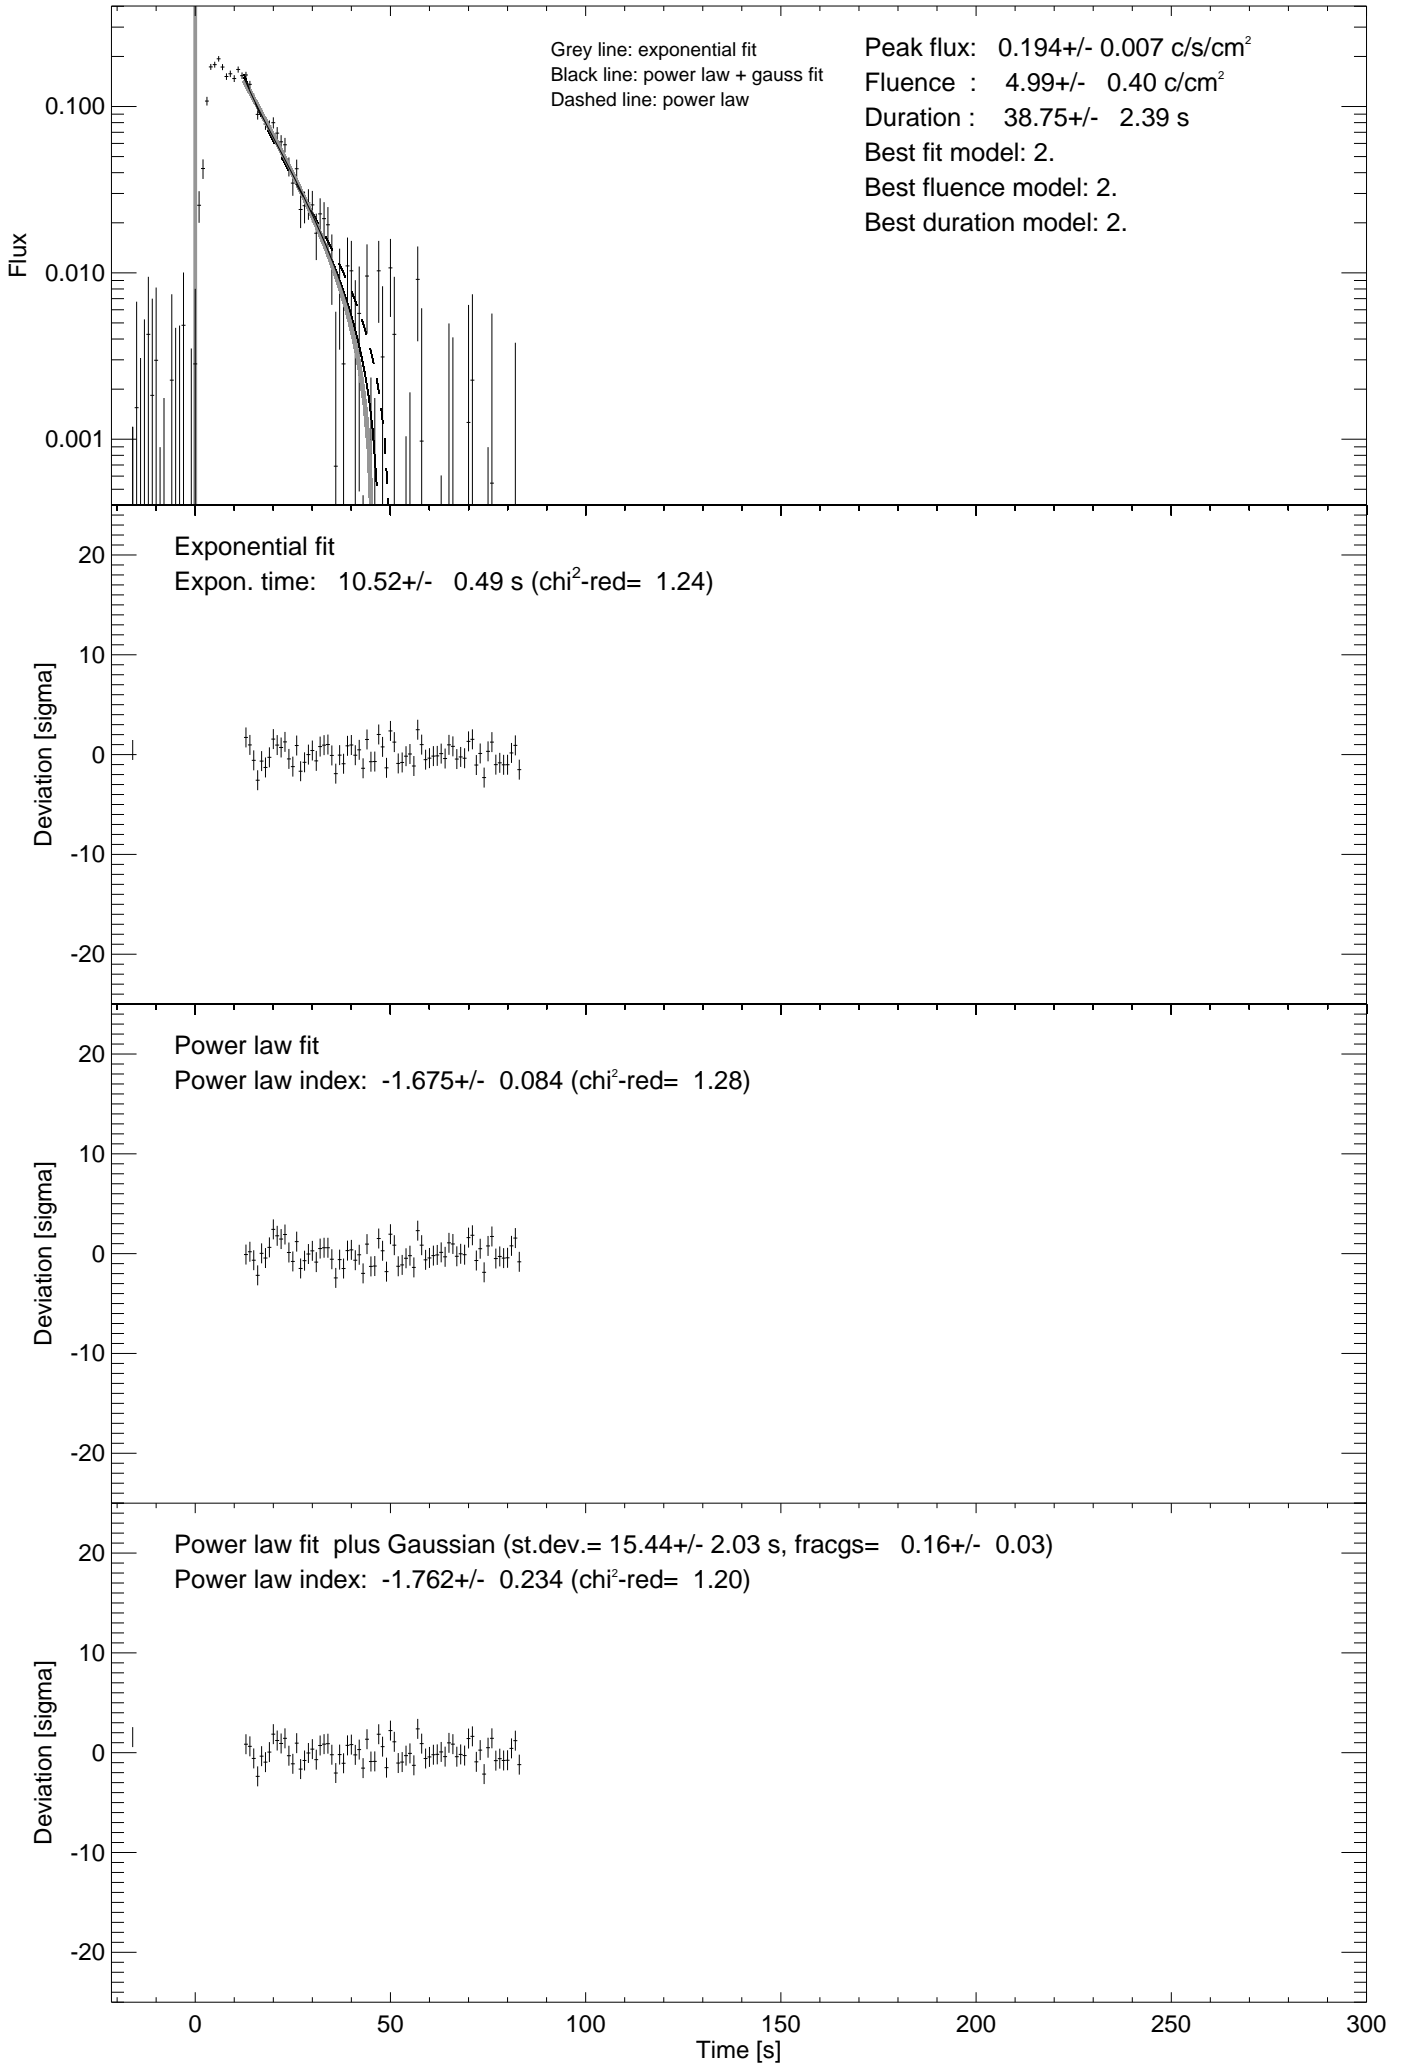 Grey line: exponential fit
Black line: power law + gauss fit
Dashed line: power law
Peak flux: 0.194+/- 0.007 c/s/cm²
Fluence : 4.99+/- 0.40 c/cm²
Duration : 38.75+/- 2.39 s
Best fit model: 2.
Best fluence model: 2.
Best duration model: 2.
Flux
0.100
0.010
0.001
Exponential fit
Expon. time: 10.52+/- 0.49 s (chi²-red= 1.24)
Deviation [sigma]
20
10
0
-10
-20
Power law fit
Power law index: -1.675+/- 0.084 (chi²-red= 1.28)
Deviation [sigma]
20
10
0
-10
-20
Power law fit plus Gaussian (st.dev.= 15.44+/- 2.03 s, fracgs= 0.16+/- 0.03)
Power law index: -1.762+/- 0.234 (chi²-red= 1.20)
Deviation [sigma]
20
10
0
-10
-20
0 50 100 150 200 250 300
Time [s]